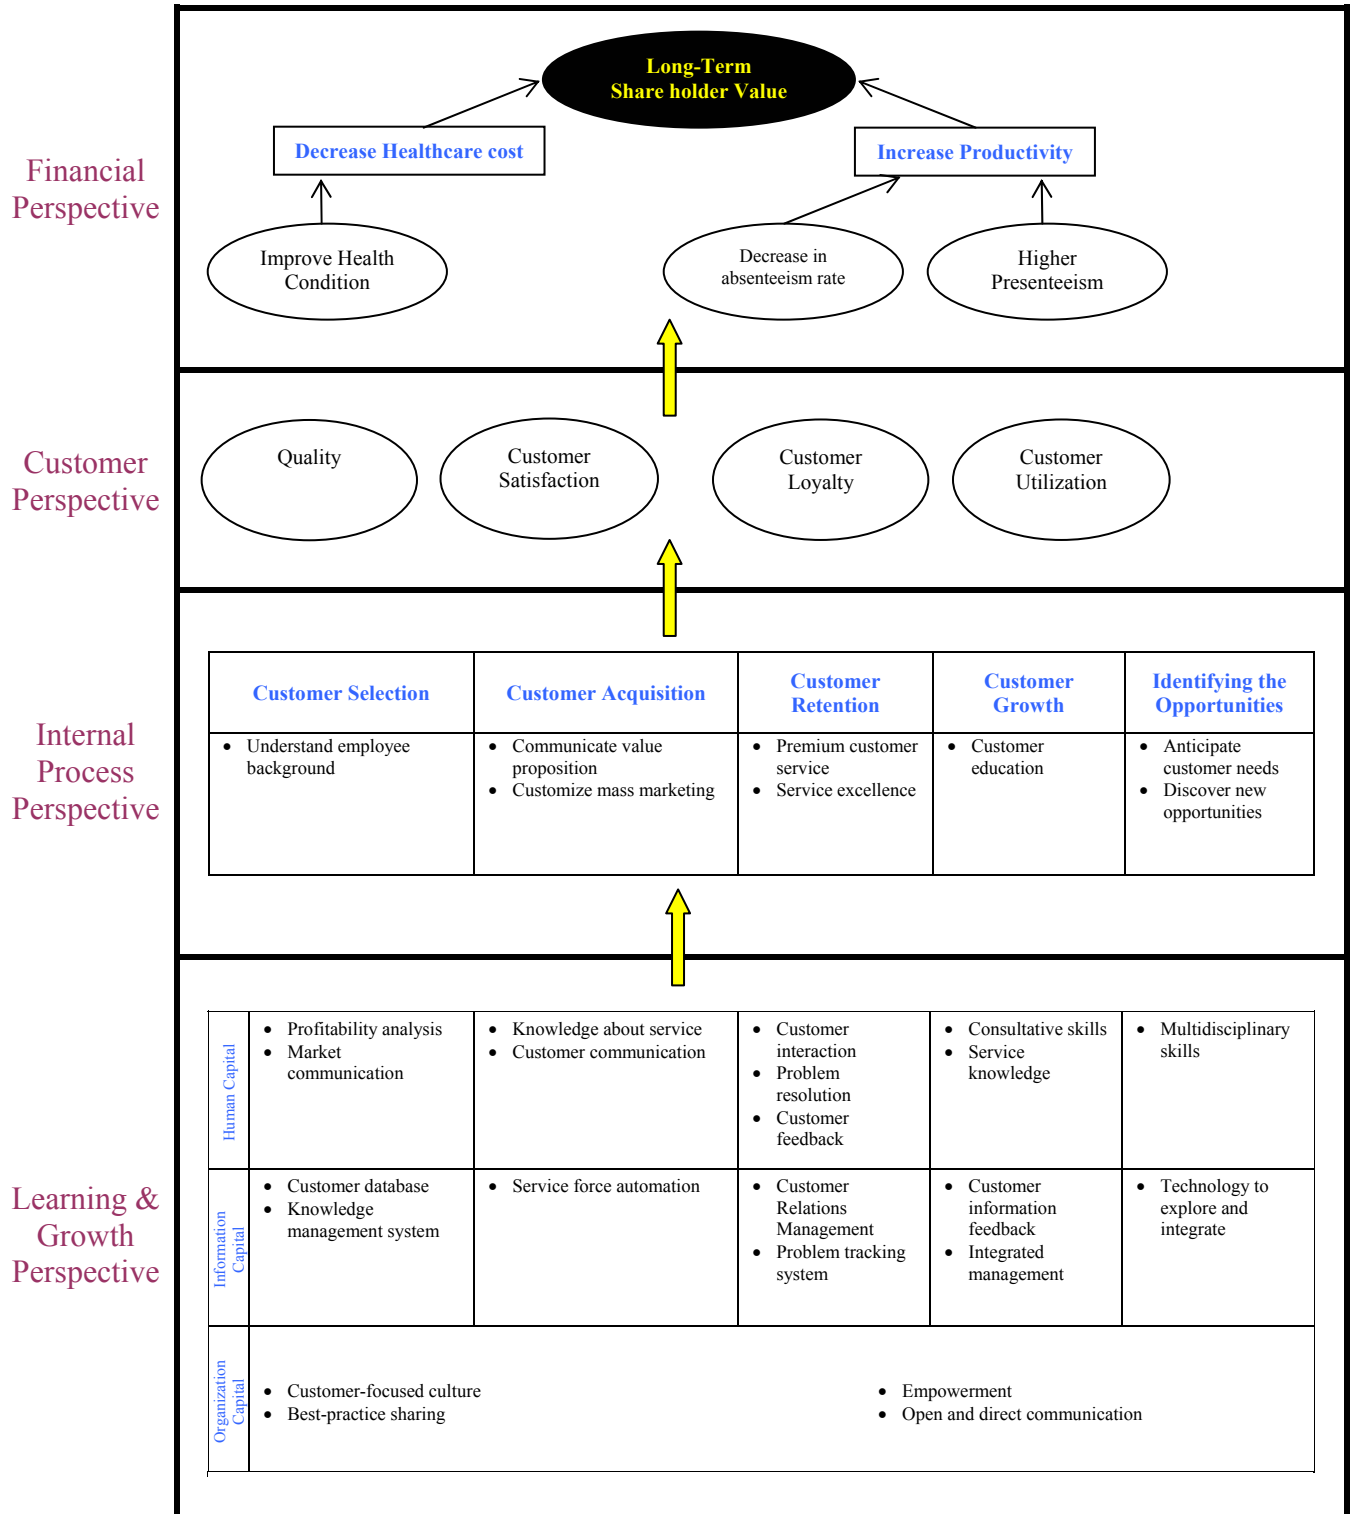 Long-Term
Share holder Value
Decrease Healthcare cost
Increase Productivity
Financial
Perspective
Improve Health
Condition
Decrease in
absenteeism rate
Higher
Presenteeism
Customer
Perspective
Quality
Customer
Satisfaction
Customer
Loyalty
Customer
Utilization
Internal
Process
Perspective
Customer Selection
Customer Acquisition
Customer
Retention
Customer
Growth
Identifying the
Opportunities
• Understand employee
background
• Communicate value
proposition
• Customize mass marketing
• Premium customer
service
• Service excellence
• Customer
education
• Anticipate
customer needs
• Discover new
opportunities
Learning &
Growth
Perspective
Human Capital
• Profitability analysis
• Market
communication
• Knowledge about service
• Customer communication
• Customer
interaction
• Problem
resolution
• Customer
feedback
• Consultative skills
• Service
knowledge
• Multidisciplinary
skills
Information
Capital
• Customer database
• Knowledge
management system
• Service force automation
• Customer
Relations
Management
• Problem tracking
system
• Customer
information
feedback
• Integrated
management
• Technology to
explore and
integrate
Organization
Capital
• Customer-focused culture
• Best-practice sharing
• Empowerment
• Open and direct communication